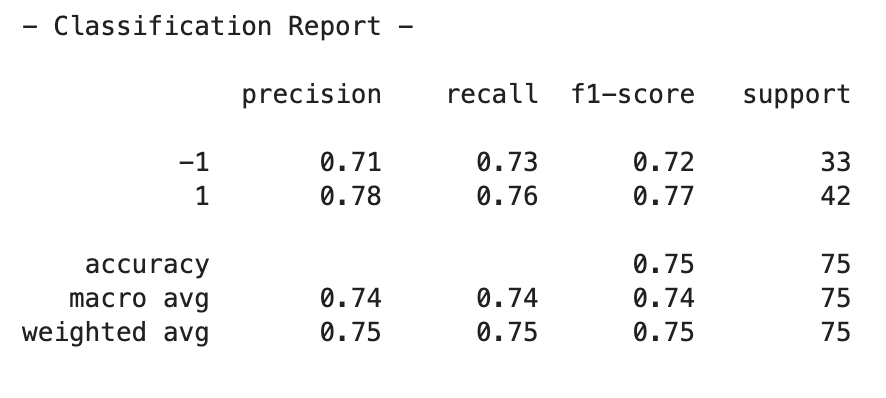 - Classification Report -
precision recall f1-score support
-1 0.71 0.73 0.72 33
1 0.78 0.76 0.77 42
accuracy 0.75 75
macro avg 0.74 0.74 0.74 75
weighted avg 0.75 0.75 0.75 75